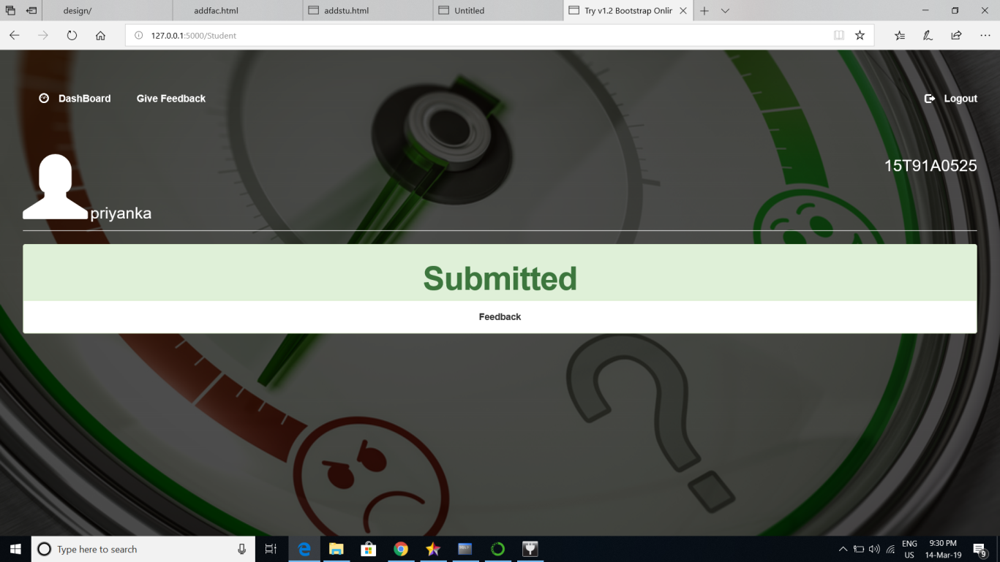 design/
addfac.html
addstu.html
Untitled
Try v1.2 Bootstrap Onlir
127.0.0.1:5000/Student
DashBoard
Give Feedback
Logout
15T91A0525
priyanka
Submitted
Feedback
?
Type here to search
ENG
US
9:30 PM
14-Mar-19
9